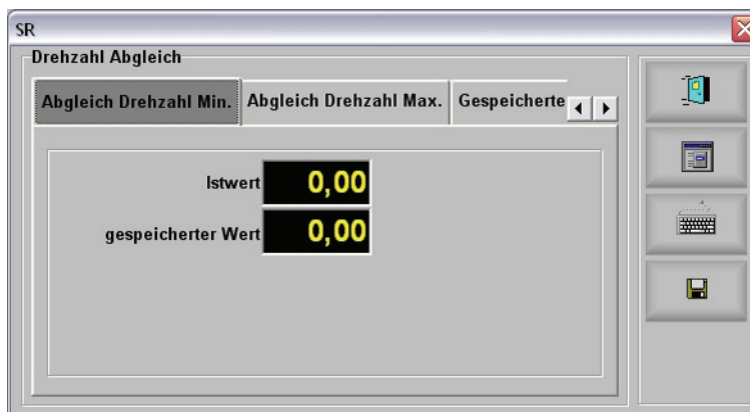 SR
Drehzahl Abgleich
Abgleich Drehzahl Min. Abgleich Drehzahl Max. Gespeicherte
Istwert 0,00
gespeicherter Wert 0,00